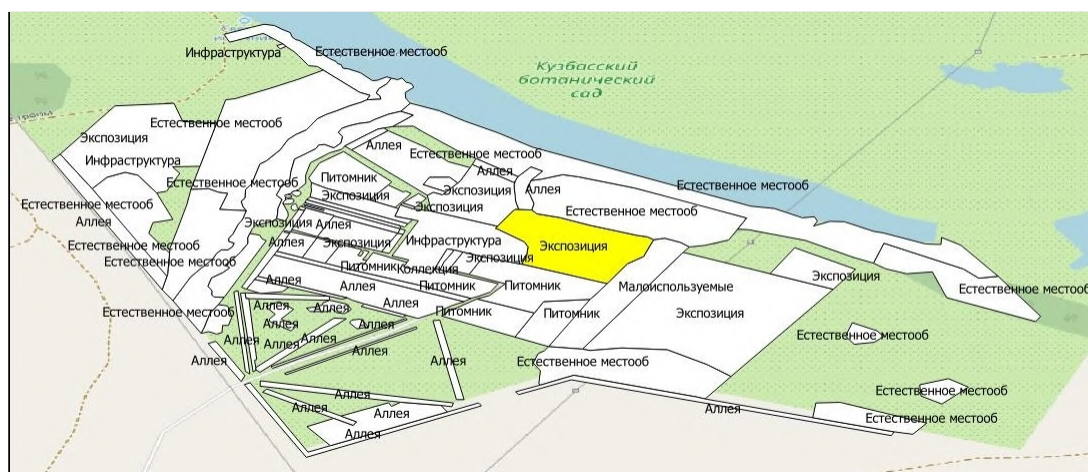 Естественное местооб
Инфраструктура
Кузбасский
ботанический
сад
Естественное местооб
Экспозиция
Аллея
Естественное местооб
Инфраструктура
Аллея
Питомник
Естественное местооб
Экспозиция
Аллея
Естественное местооб
Экспозиция
Естественное местооб
Экспозиция
Естественное местооб
Аллея
Экспозиция
Аллея
Аллея
Экспозиция
Инфраструктура
Экспозиция
Естественное местооб
Экспозиция
Естественное местооб
Питомник
Коллекция
Экспозиция
Аллея
Аллея
Питомник
Питомник
Малоиспользуемые
Экспозиция
Естественное местооб
Аллея
Аллея
Питомник
Питомник
Экспозиция
Естественное местооб
Аллея
Аллея
Аллея
Аллея
Аллея
Аллея
Естественное местооб
Аллея
Аллея
Аллея
Естественное местооб
Аллея
Естественное местооб
Аллея
Аллея
Аллея
Естественное местооб
Аллея